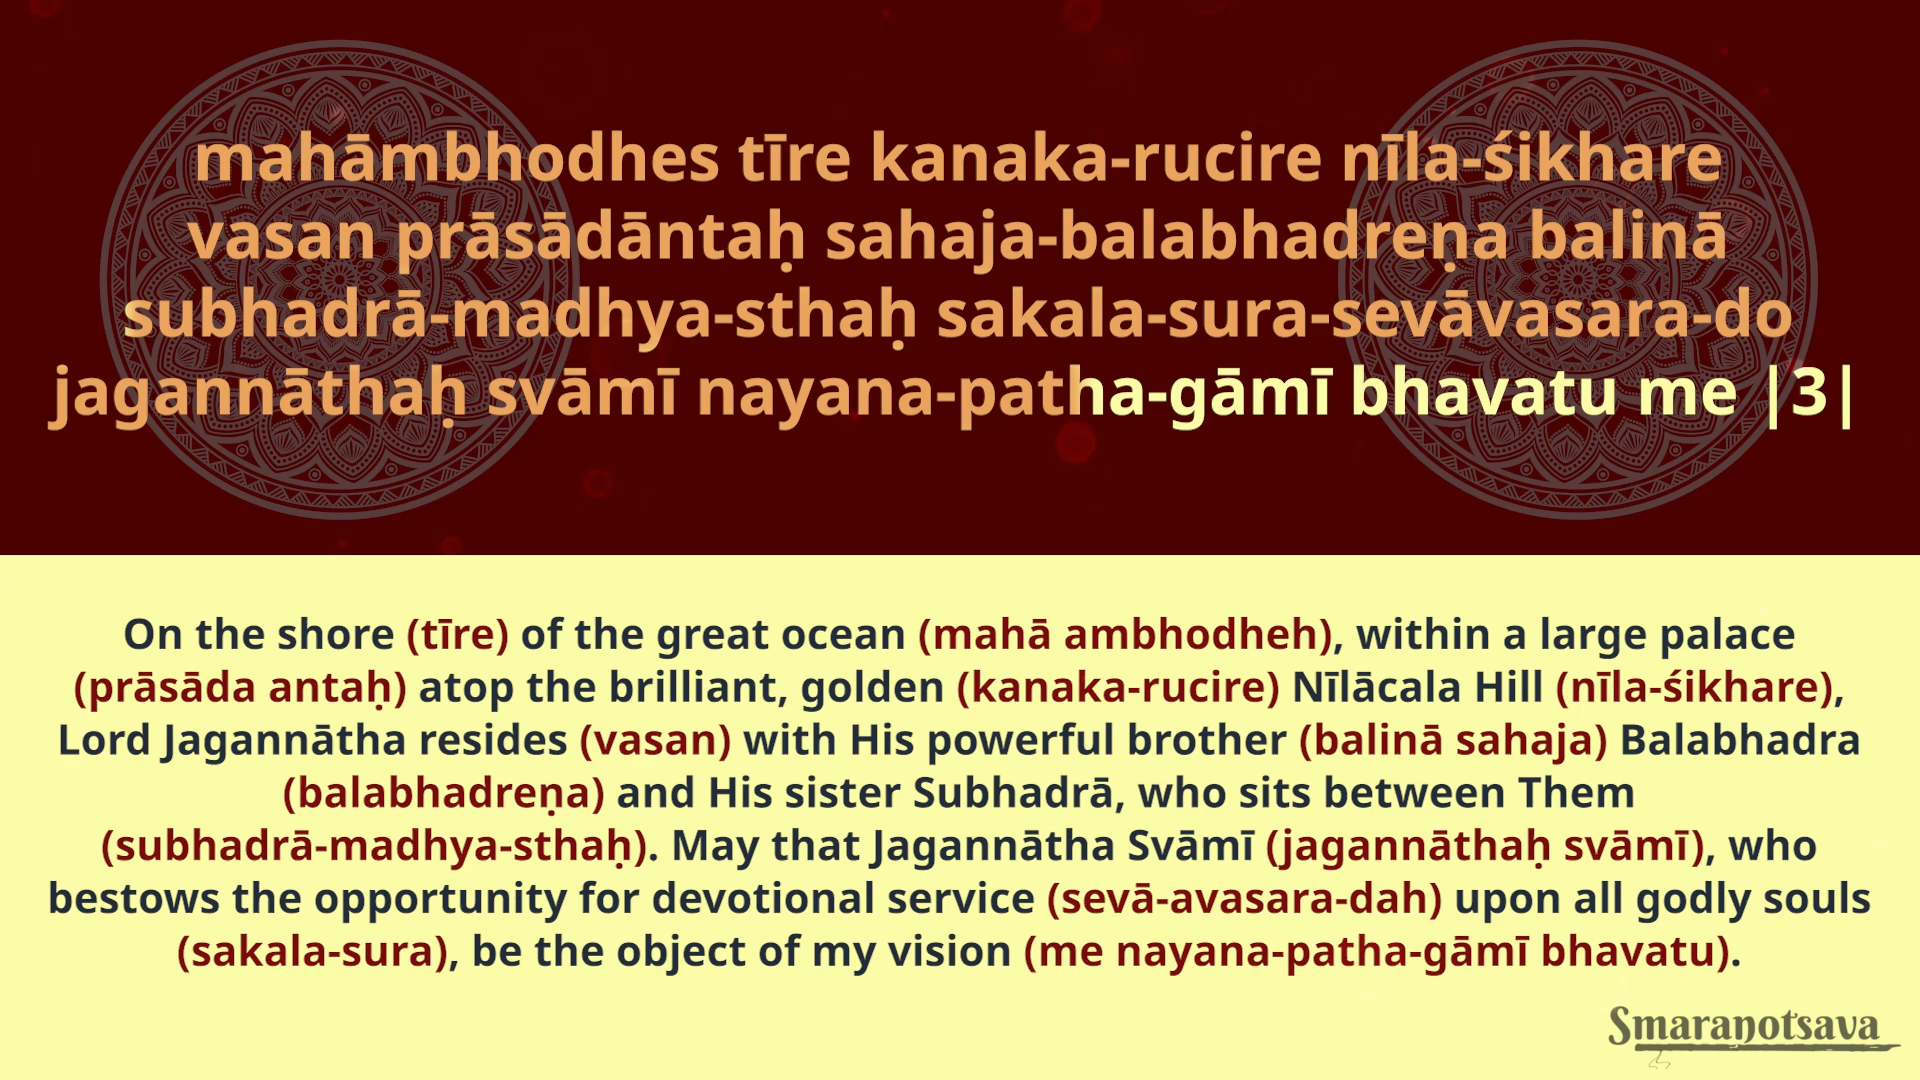 mahāmbhodhes tīre kanaka-rucire nīla-śikhare
vasan prāsādāntaḥ sahaja-balabhadreṇa balinā
subhadrā-madhya-sthaḥ sakala-sura-sevāvasara-do
jagannāthaḥ svāmī nayana-patha-gāmī bhavatu me |3|
On the shore (tīre) of the great ocean (mahā ambhodheh), within a large palace
(prāsāda antaḥ) atop the brilliant, golden (kanaka-rucire) Nīlācala Hill (nīla-śikhare),
Lord Jagannātha resides (vasan) with His powerful brother (balinā sahaja) Balabhadra
(balabhadreṇa) and His sister Subhadrā, who sits between Them
(subhadrā-madhya-sthaḥ). May that Jagannātha Svāmī (jagannāthaḥ svāmī), who
bestows the opportunity for devotional service (sevā-avasara-dah) upon all godly souls
(sakala-sura), be the object of my vision (me nayana-patha-gāmī bhavatu).
Smaraṇotsava